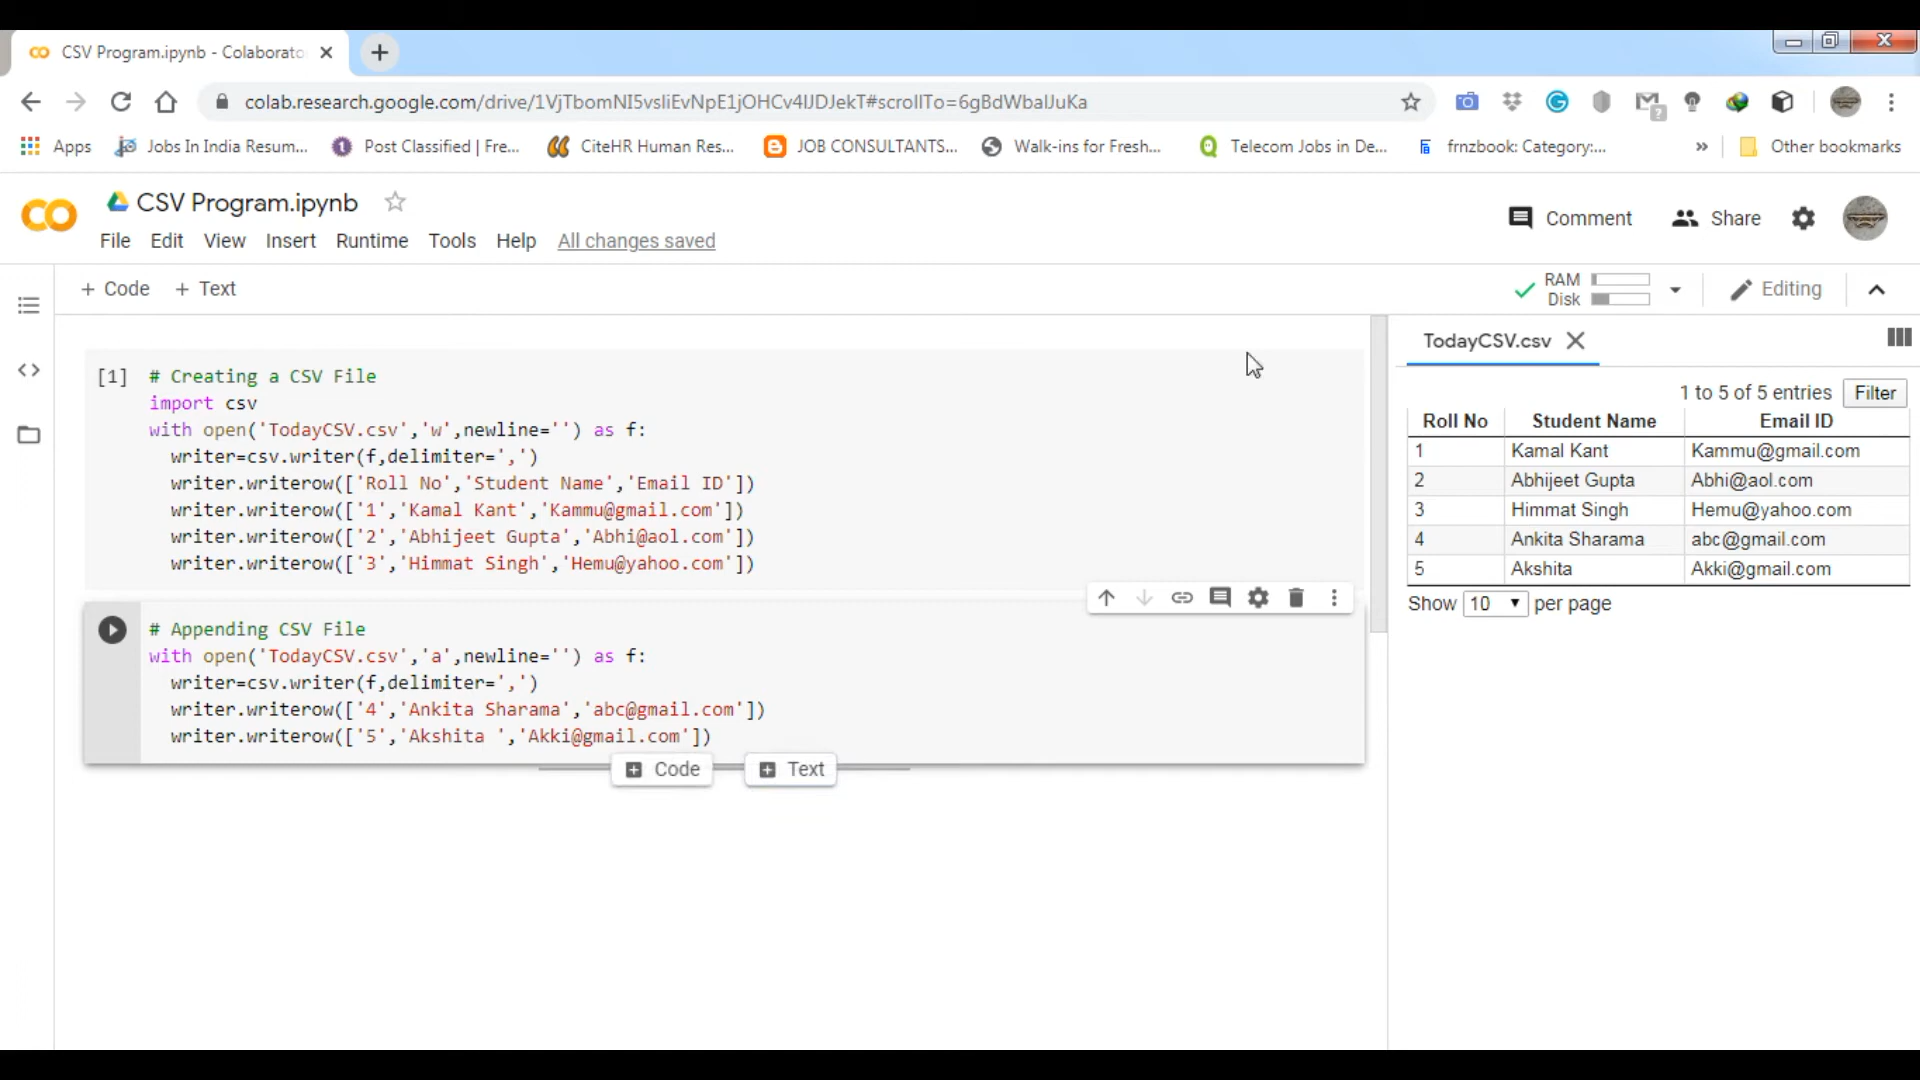 CSV Program.ipynb - Colaborato
colab.research.google.com/drive/1VjTbomNI5vsIiEvNpE1jOHCv4IJDJekT#scrollTo=6gBdWbaIJuKa
Apps Jobs In India Resum... Post Classified | Fre... CiteHR Human Res... JOB CONSULTANTS... Walk-ins for Fresh... Telecom Jobs in De... frnzbook: Category:... » Other bookmarks
CSV Program.ipynb
Comment Share
File Edit View Insert Runtime Tools Help All changes saved
+ Code + Text
RAM
Disk
Editing
[1] # Creating a CSV File
import csv
with open('TodayCSV.csv','w',newline='') as f:
writer=csv.writer(f,delimiter=',')
writer.writerow(['Roll No','Student Name','Email ID'])
writer.writerow(['1','Kamal Kant','Kammu@gmail.com'])
writer.writerow(['2','Abhijeet Gupta','Abhi@aol.com'])
writer.writerow(['3','Himmat Singh','Hemu@yahoo.com'])
# Appending CSV File
with open('TodayCSV.csv','a',newline='') as f:
writer=csv.writer(f,delimiter=',')
writer.writerow(['4','Ankita Sharama','abc@gmail.com'])
writer.writerow(['5','Akshita ','Akki@gmail.com'])
Code Text
TodayCSV.csv
1 to 5 of 5 entries Filter
Roll No Student Name Email ID
1 Kamal Kant Kammu@gmail.com
2 Abhijeet Gupta Abhi@aol.com
3 Himmat Singh Hemu@yahoo.com
4 Ankita Sharama abc@gmail.com
5 Akshita Akki@gmail.com
Show 10 per page